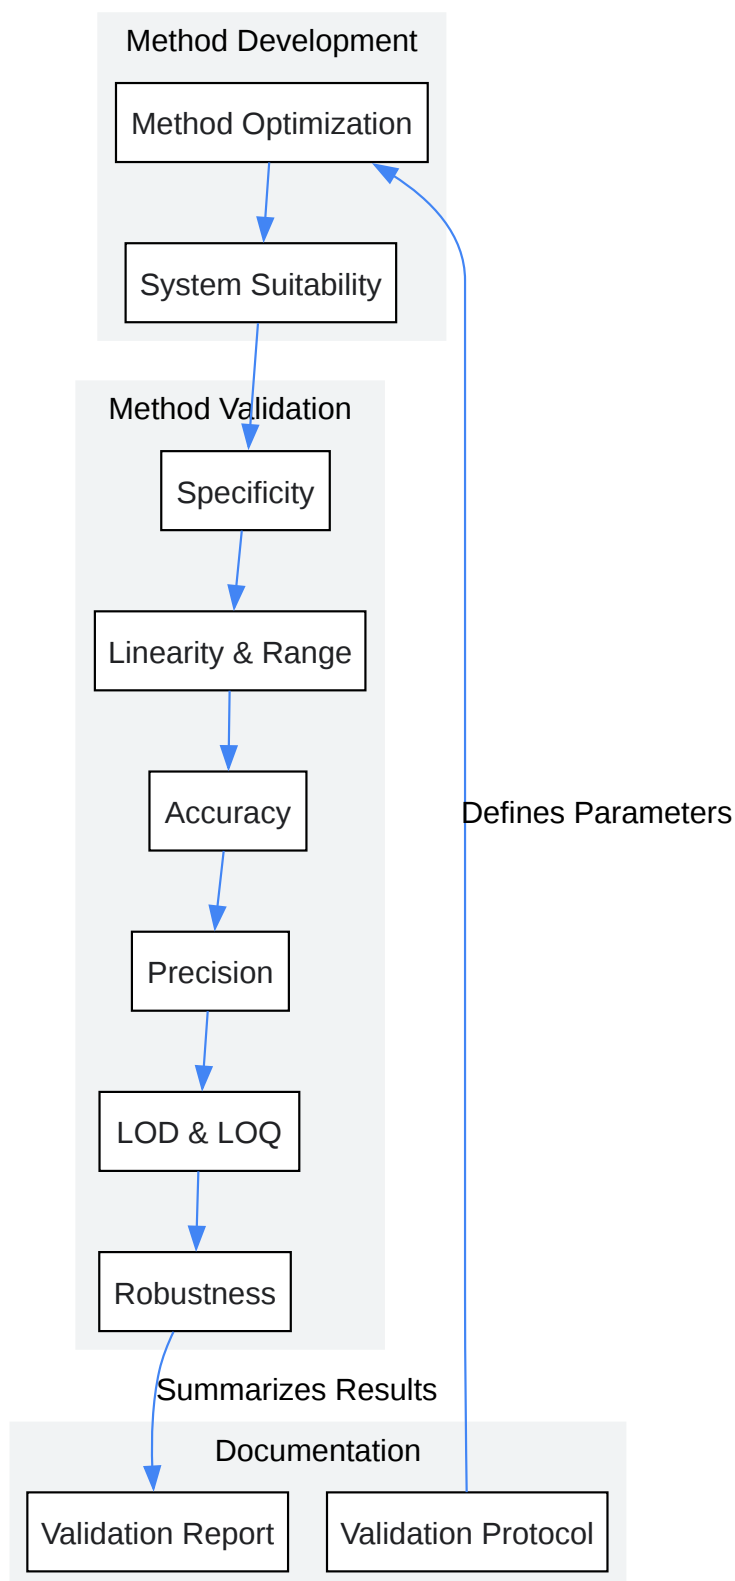 Method Development
Method Optimization
System Suitability
Method Validation
Specificity
Linearity & Range
Accuracy
Defines Parameters
Precision
LOD & LOQ
Robustness
Summarizes Results
Documentation
Validation Report
Validation Protocol